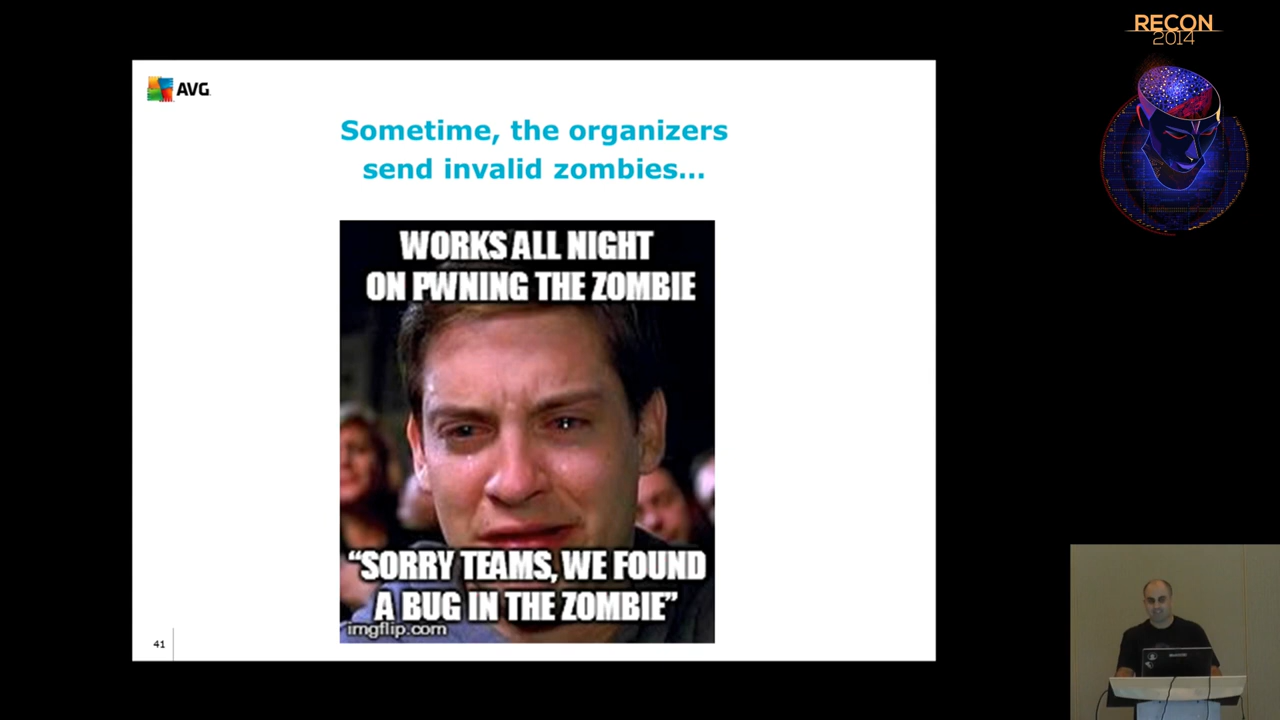 RECON
2014
AVG
Sometime, the organizers
send invalid zombies...
WORKS ALL NIGHT
ON PWNING THE ZOMBIE
“SORRY TEAMS, WE FOUND
A BUG IN THE ZOMBIE”
imgflip.com
41